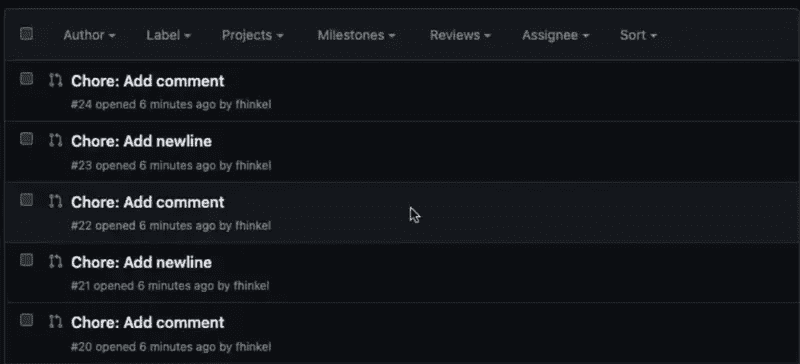 Author Label Projects Milestones Reviews Assignee Sort
Chore: Add comment
#24 opened 6 minutes ago by fhinkel
Chore: Add newline
#23 opened 6 minutes ago by fhinkel
Chore: Add comment
#22 opened 6 minutes ago by fhinkel
Chore: Add newline
#21 opened 6 minutes ago by fhinkel
Chore: Add comment
#20 opened 6 minutes ago by fhinkel